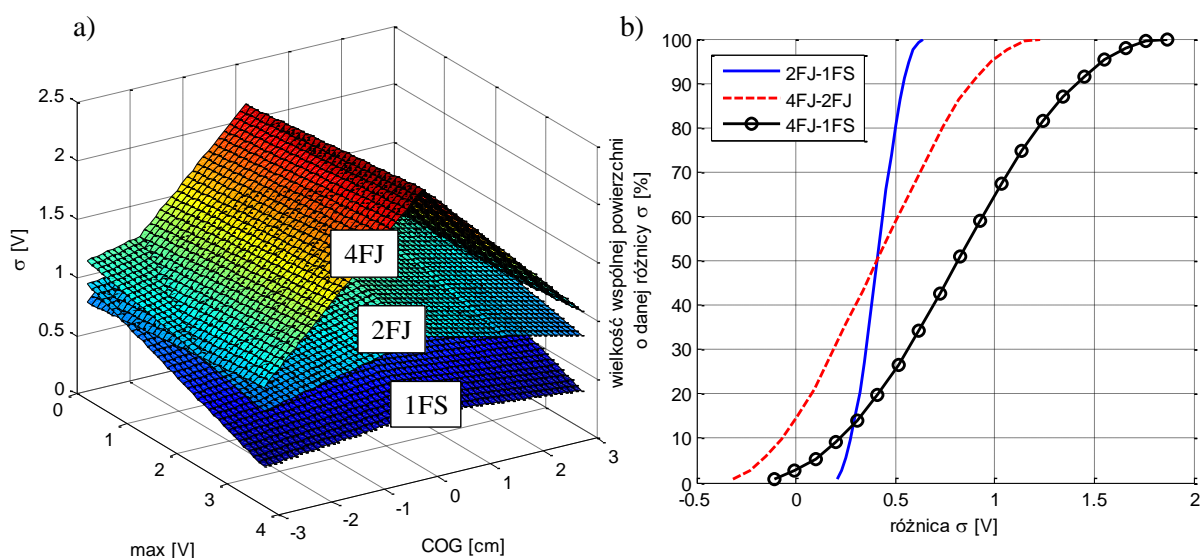 a)
2.5
2
1.5
1
0.5
0
σ [V]
4FJ
2FJ
1FS
0
1
2
3
4
max [V]
-3
-2
-1
0
1
2
3
COG [cm]
b)
100
90
80
70
60
50
40
30
20
10
0
wielkość wspólnej powierzchni
o danej różnicy σ [%]
2FJ-1FS
4FJ-2FJ
4FJ-1FS
-0.5
0
0.5
1
1.5
2
różnica σ [V]